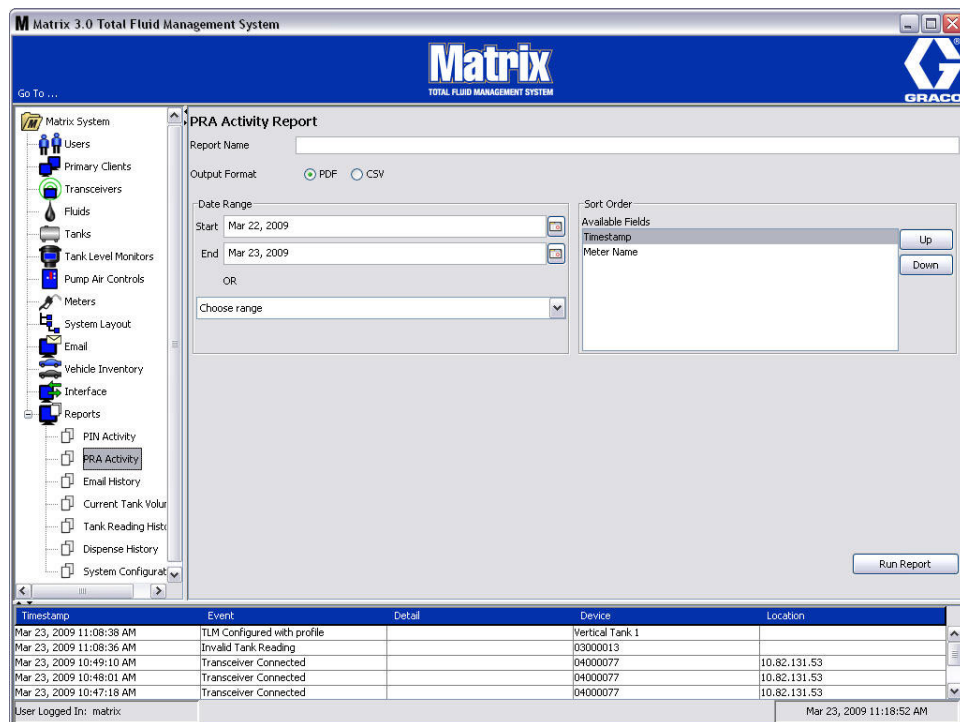 M Matrix 3.0 Total Fluid Management System
Matrix
TOTAL FLUID MANAGEMENT SYSTEM
Go To ...
GRACO
Matrix System
Users
Primary Clients
Transceivers
Fluids
Tanks
Tank Level Monitors
Pump Air Controls
Meters
System Layout
Email
Vehicle Inventory
Interface
Reports
PIN Activity
PRA Activity
Email History
Current Tank Volur
Tank Reading Histo
Dispense History
System Configurat
PRA Activity Report
Report Name
Output Format PDF CSV
Date Range
Start Mar 22, 2009
End Mar 23, 2009
OR
Choose range
Sort Order
Available Fields
Timestamp
Meter Name
Up
Down
Run Report
Timestamp Event Detail Device Location
Mar 23, 2009 11:08:38 AM TLM Configured with profile Vertical Tank 1
Mar 23, 2009 11:08:36 AM Invalid Tank Reading 03000013
Mar 23, 2009 10:49:10 AM Transceiver Connected 04000077 10.82.131.53
Mar 23, 2009 10:48:01 AM Transceiver Connected 04000077 10.82.131.53
Mar 23, 2009 10:47:18 AM Transceiver Connected 04000077 10.82.131.53
User Logged In: matrix Mar 23, 2009 11:18:52 AM